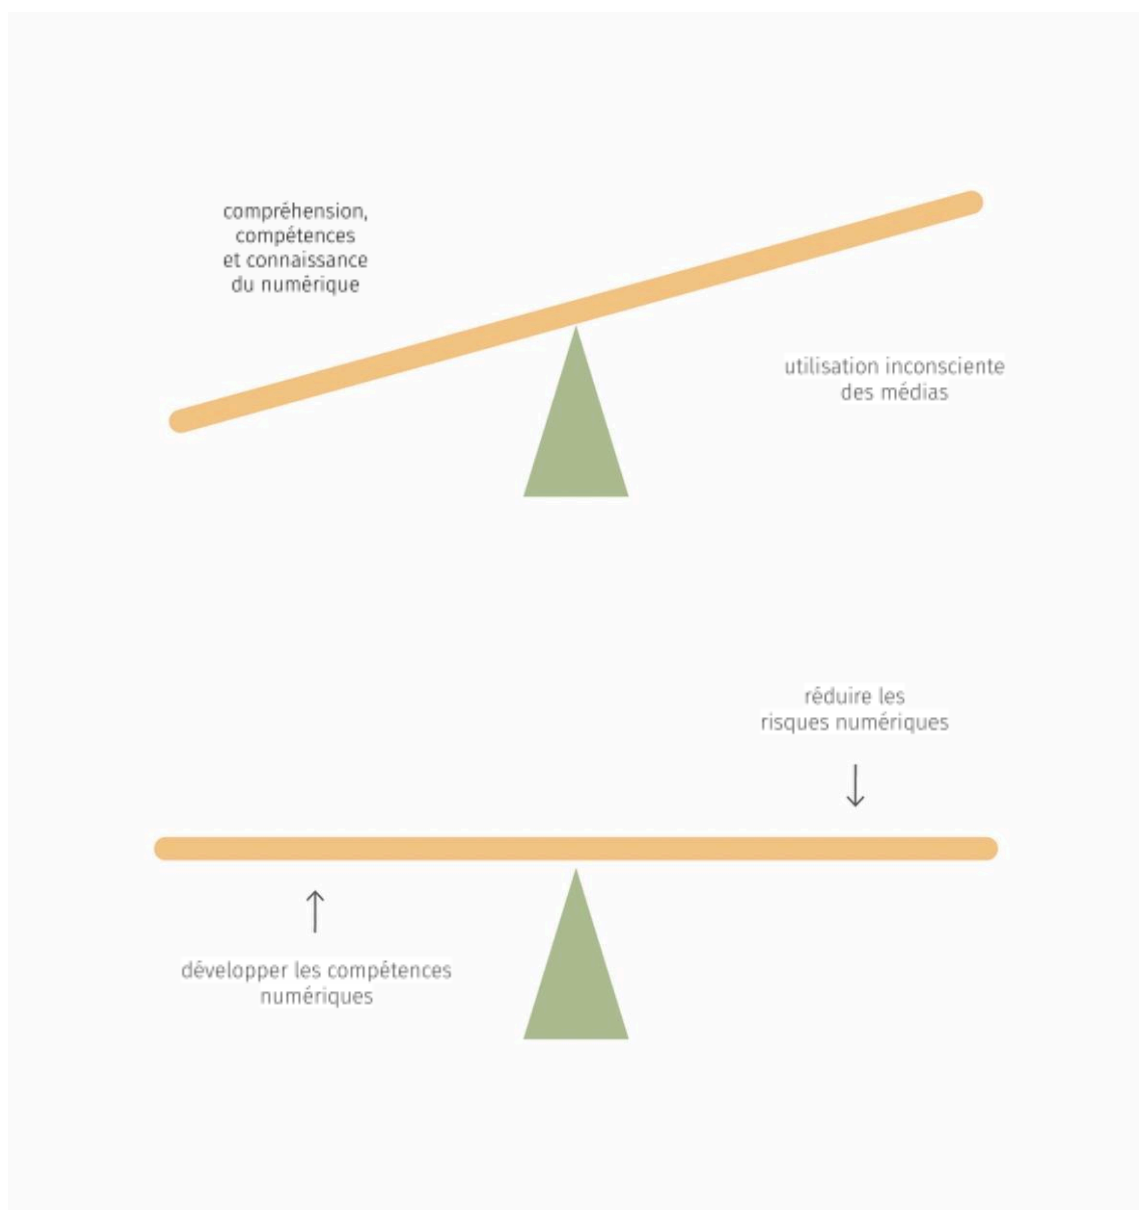 compréhension,
compétences
et connaissance
du numérique
utilisation inconsciente
des médias
réduire les
risques numériques
développer les compétences
numériques